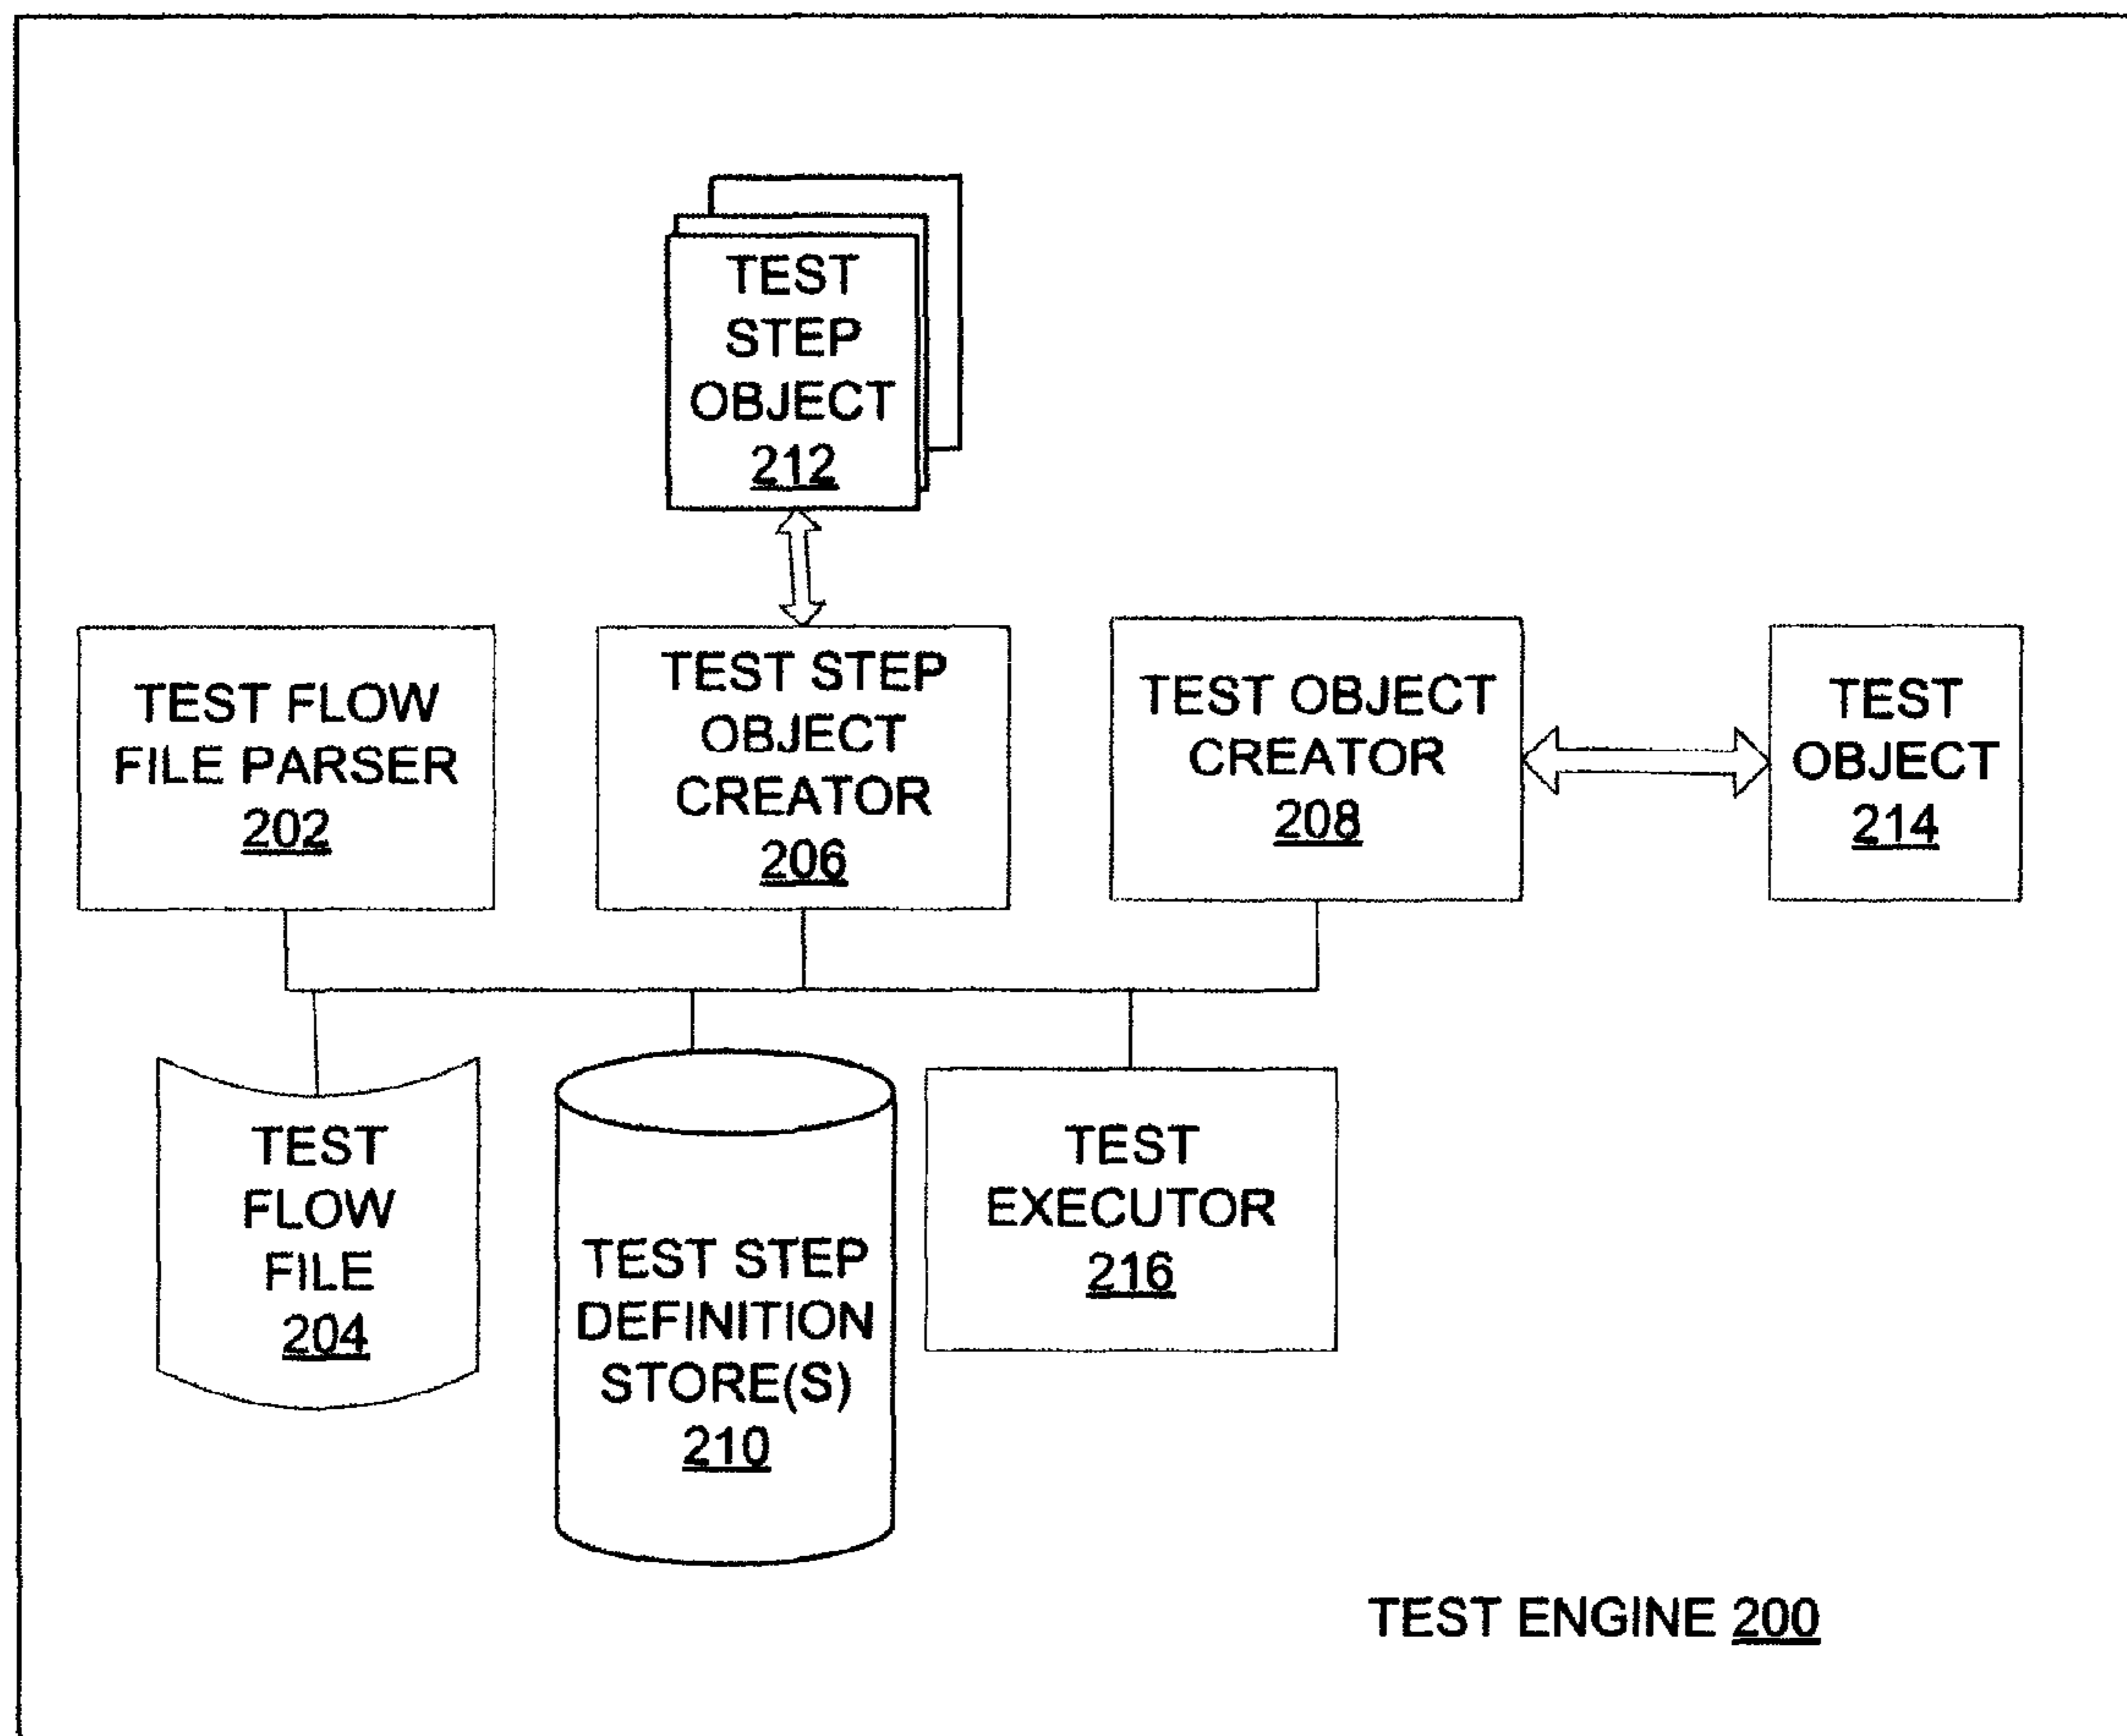 TEST
STEP
OBJECT
212
TEST FLOW
FILE PARSER
202
TEST STEP
OBJECT
CREATOR
206
TEST OBJECT
CREATOR
208
TEST
OBJECT
214
TEST
FLOW
FILE
204
TEST STEP
DEFINITION
STORE(S)
210
TEST
EXECUTOR
216
TEST ENGINE 200